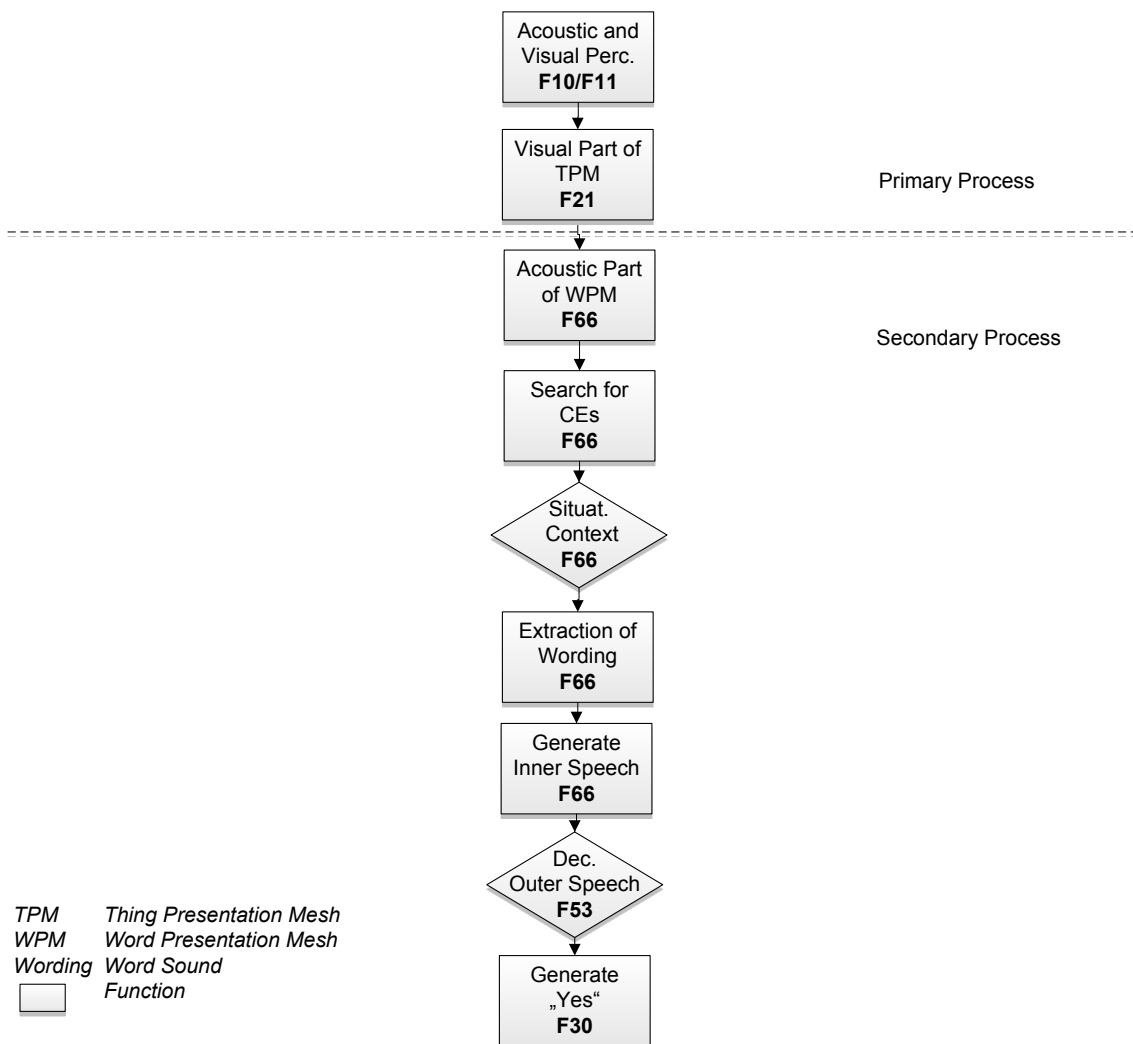 Acoustic and
Visual Perc.
F10/F11
Visual Part of
TPM
F21
Primary Process
Acoustic Part
of WPM
F66
Secondary Process
Search for
CEs
F66
Situat.
Context
F66
Extraction of
Wording
F66
Generate
Inner Speech
F66
Dec.
Outer Speech
F53
Generate
„Yes“
F30
TPM Thing Presentation Mesh
WPM Word Presentation Mesh
Wording Word Sound
Function